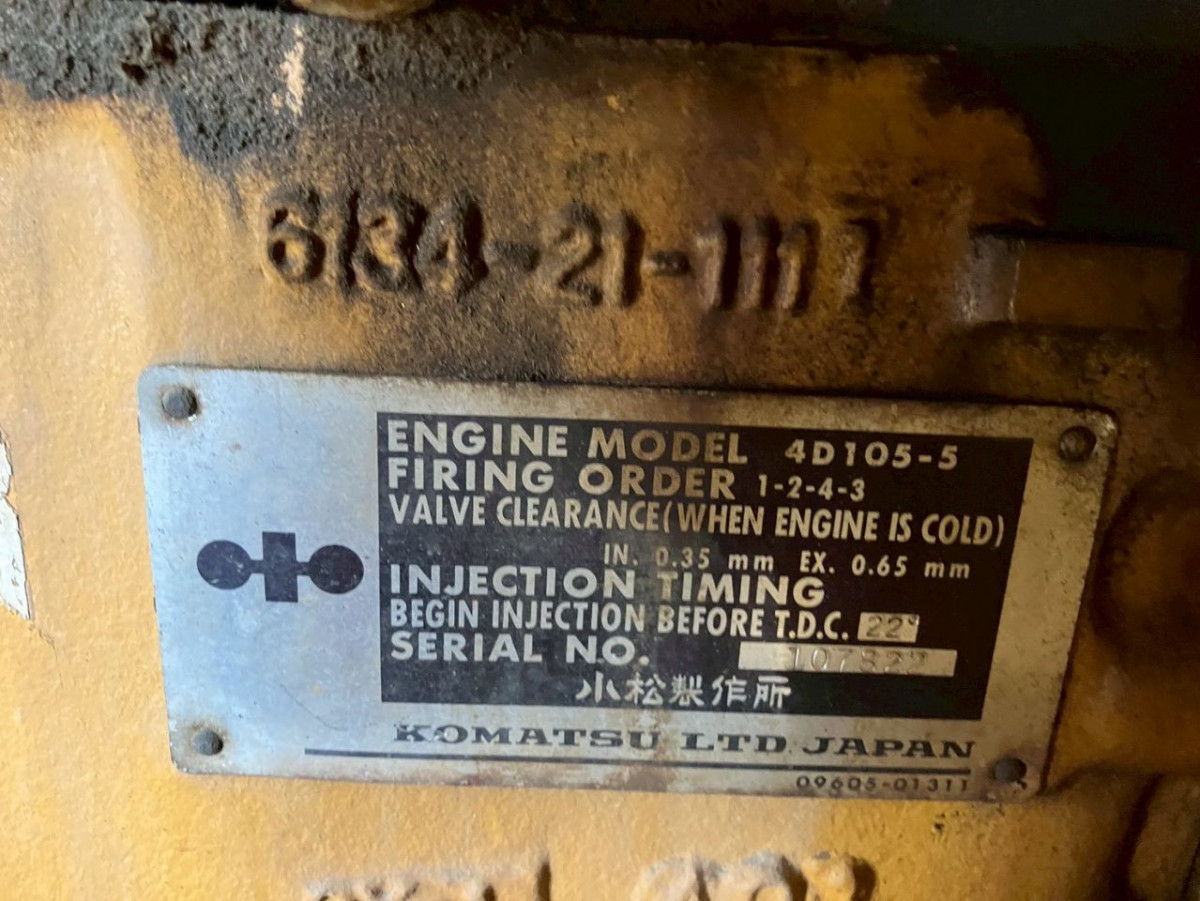 6134-21-1117
ENGINE MODEL 4D105-5
FIRING ORDER 1-2-4-3
VALVE CLEARANCE(WHEN ENGINE IS COLD)
IN. 0.35 mm EX. 0.65 mm
INJECTION TIMING
BEGIN INJECTION BEFORE T.D.C. 22°
SERIAL NO.
小松製作所
KOMATSU LTD JAPAN
09605-01311